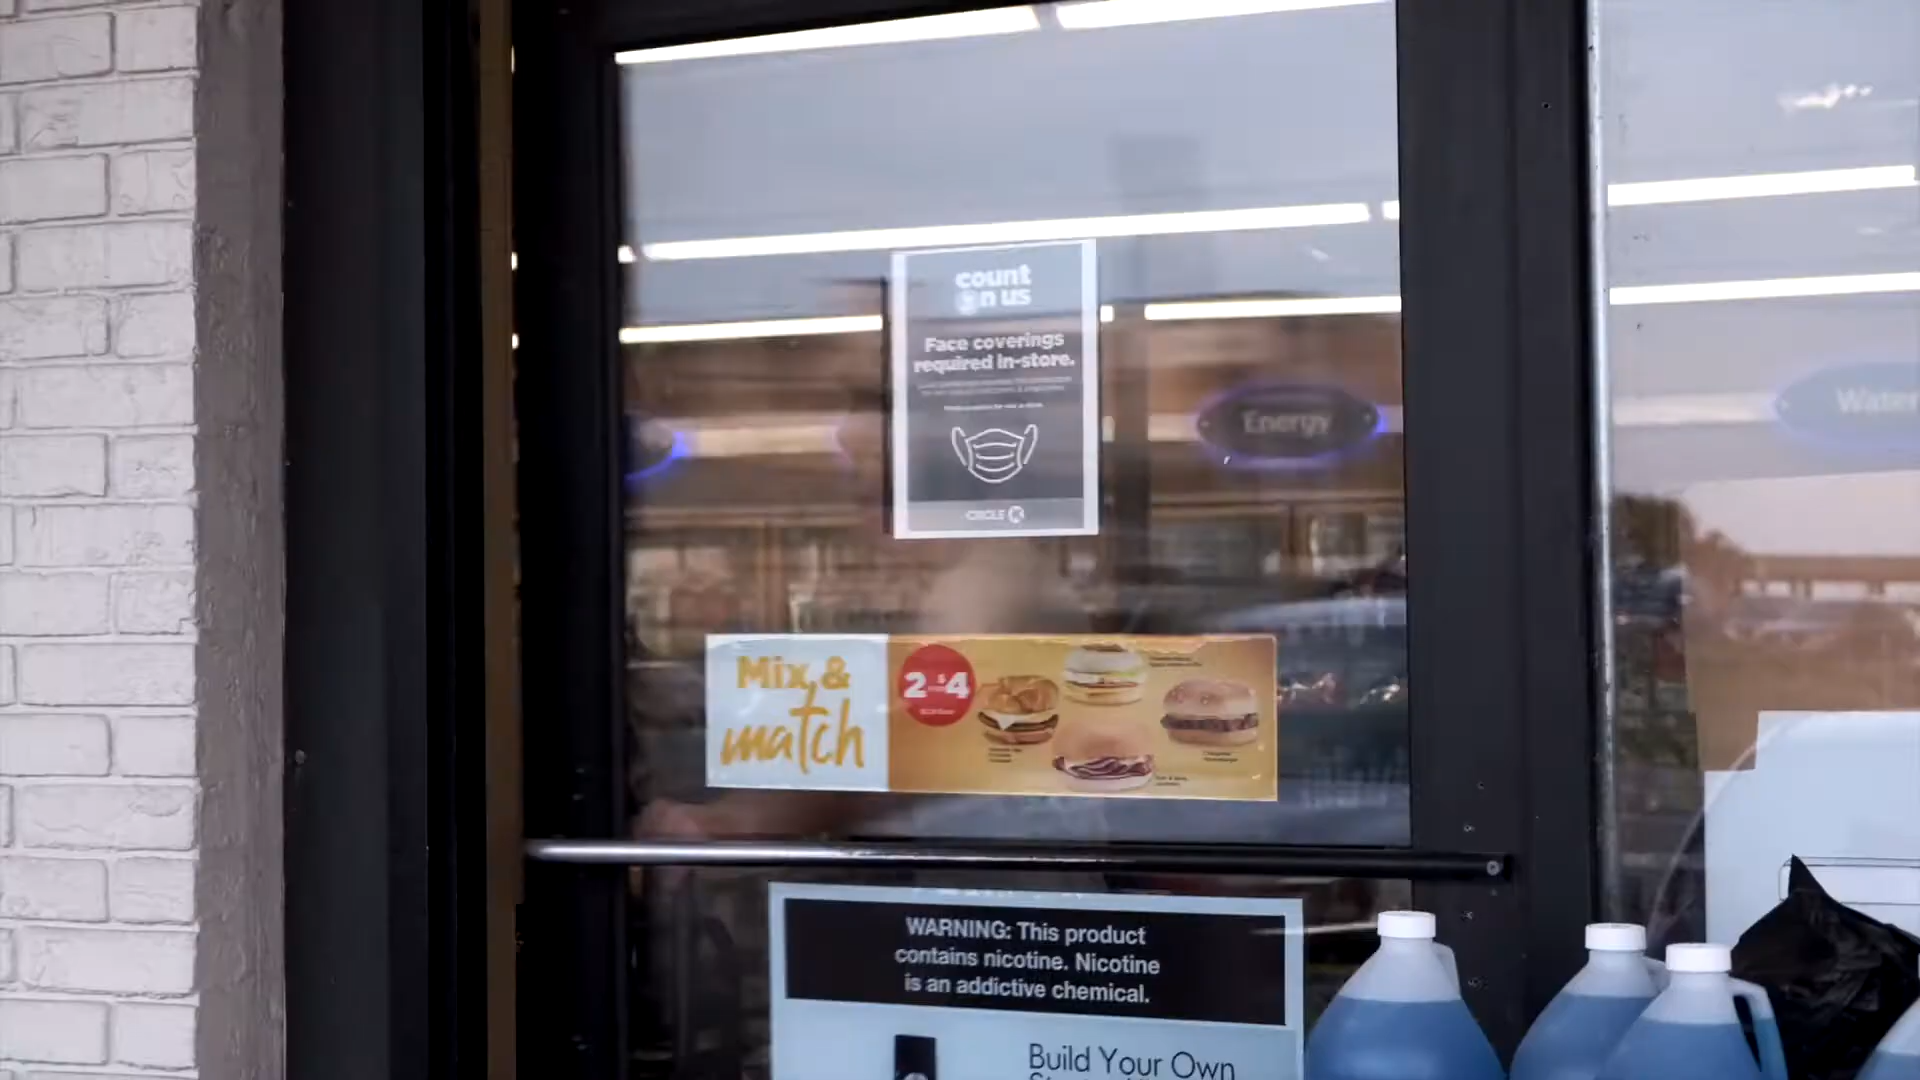 count
on us
Face coverings
required in-store.
CIRCLE K
Energy
Water
Mix &
match
2 $4
WARNING: This product
contains nicotine. Nicotine
is an addictive chemical.
Build Your Own